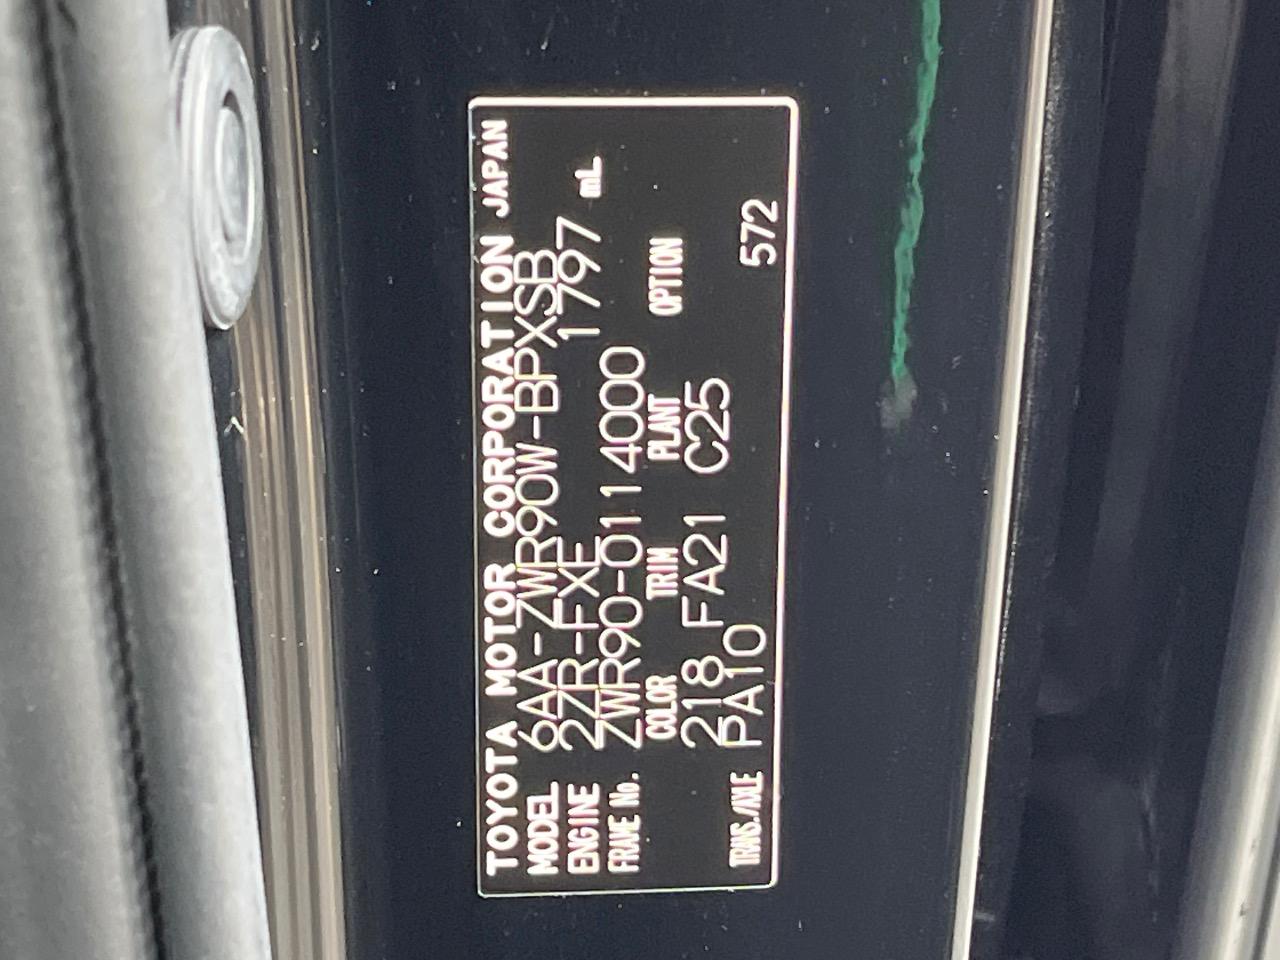 TOYOTA MOTOR CORPORATION JAPAN
MODEL 6AA-ZWR90W-BPXSB
ENGINE 2ZR-FXE 1797 mL
FRAME No. ZWR90-0114000
COLOR TRIM PLANT OPTION
218 FA21 C25
TRANS./AXLE PA10 572